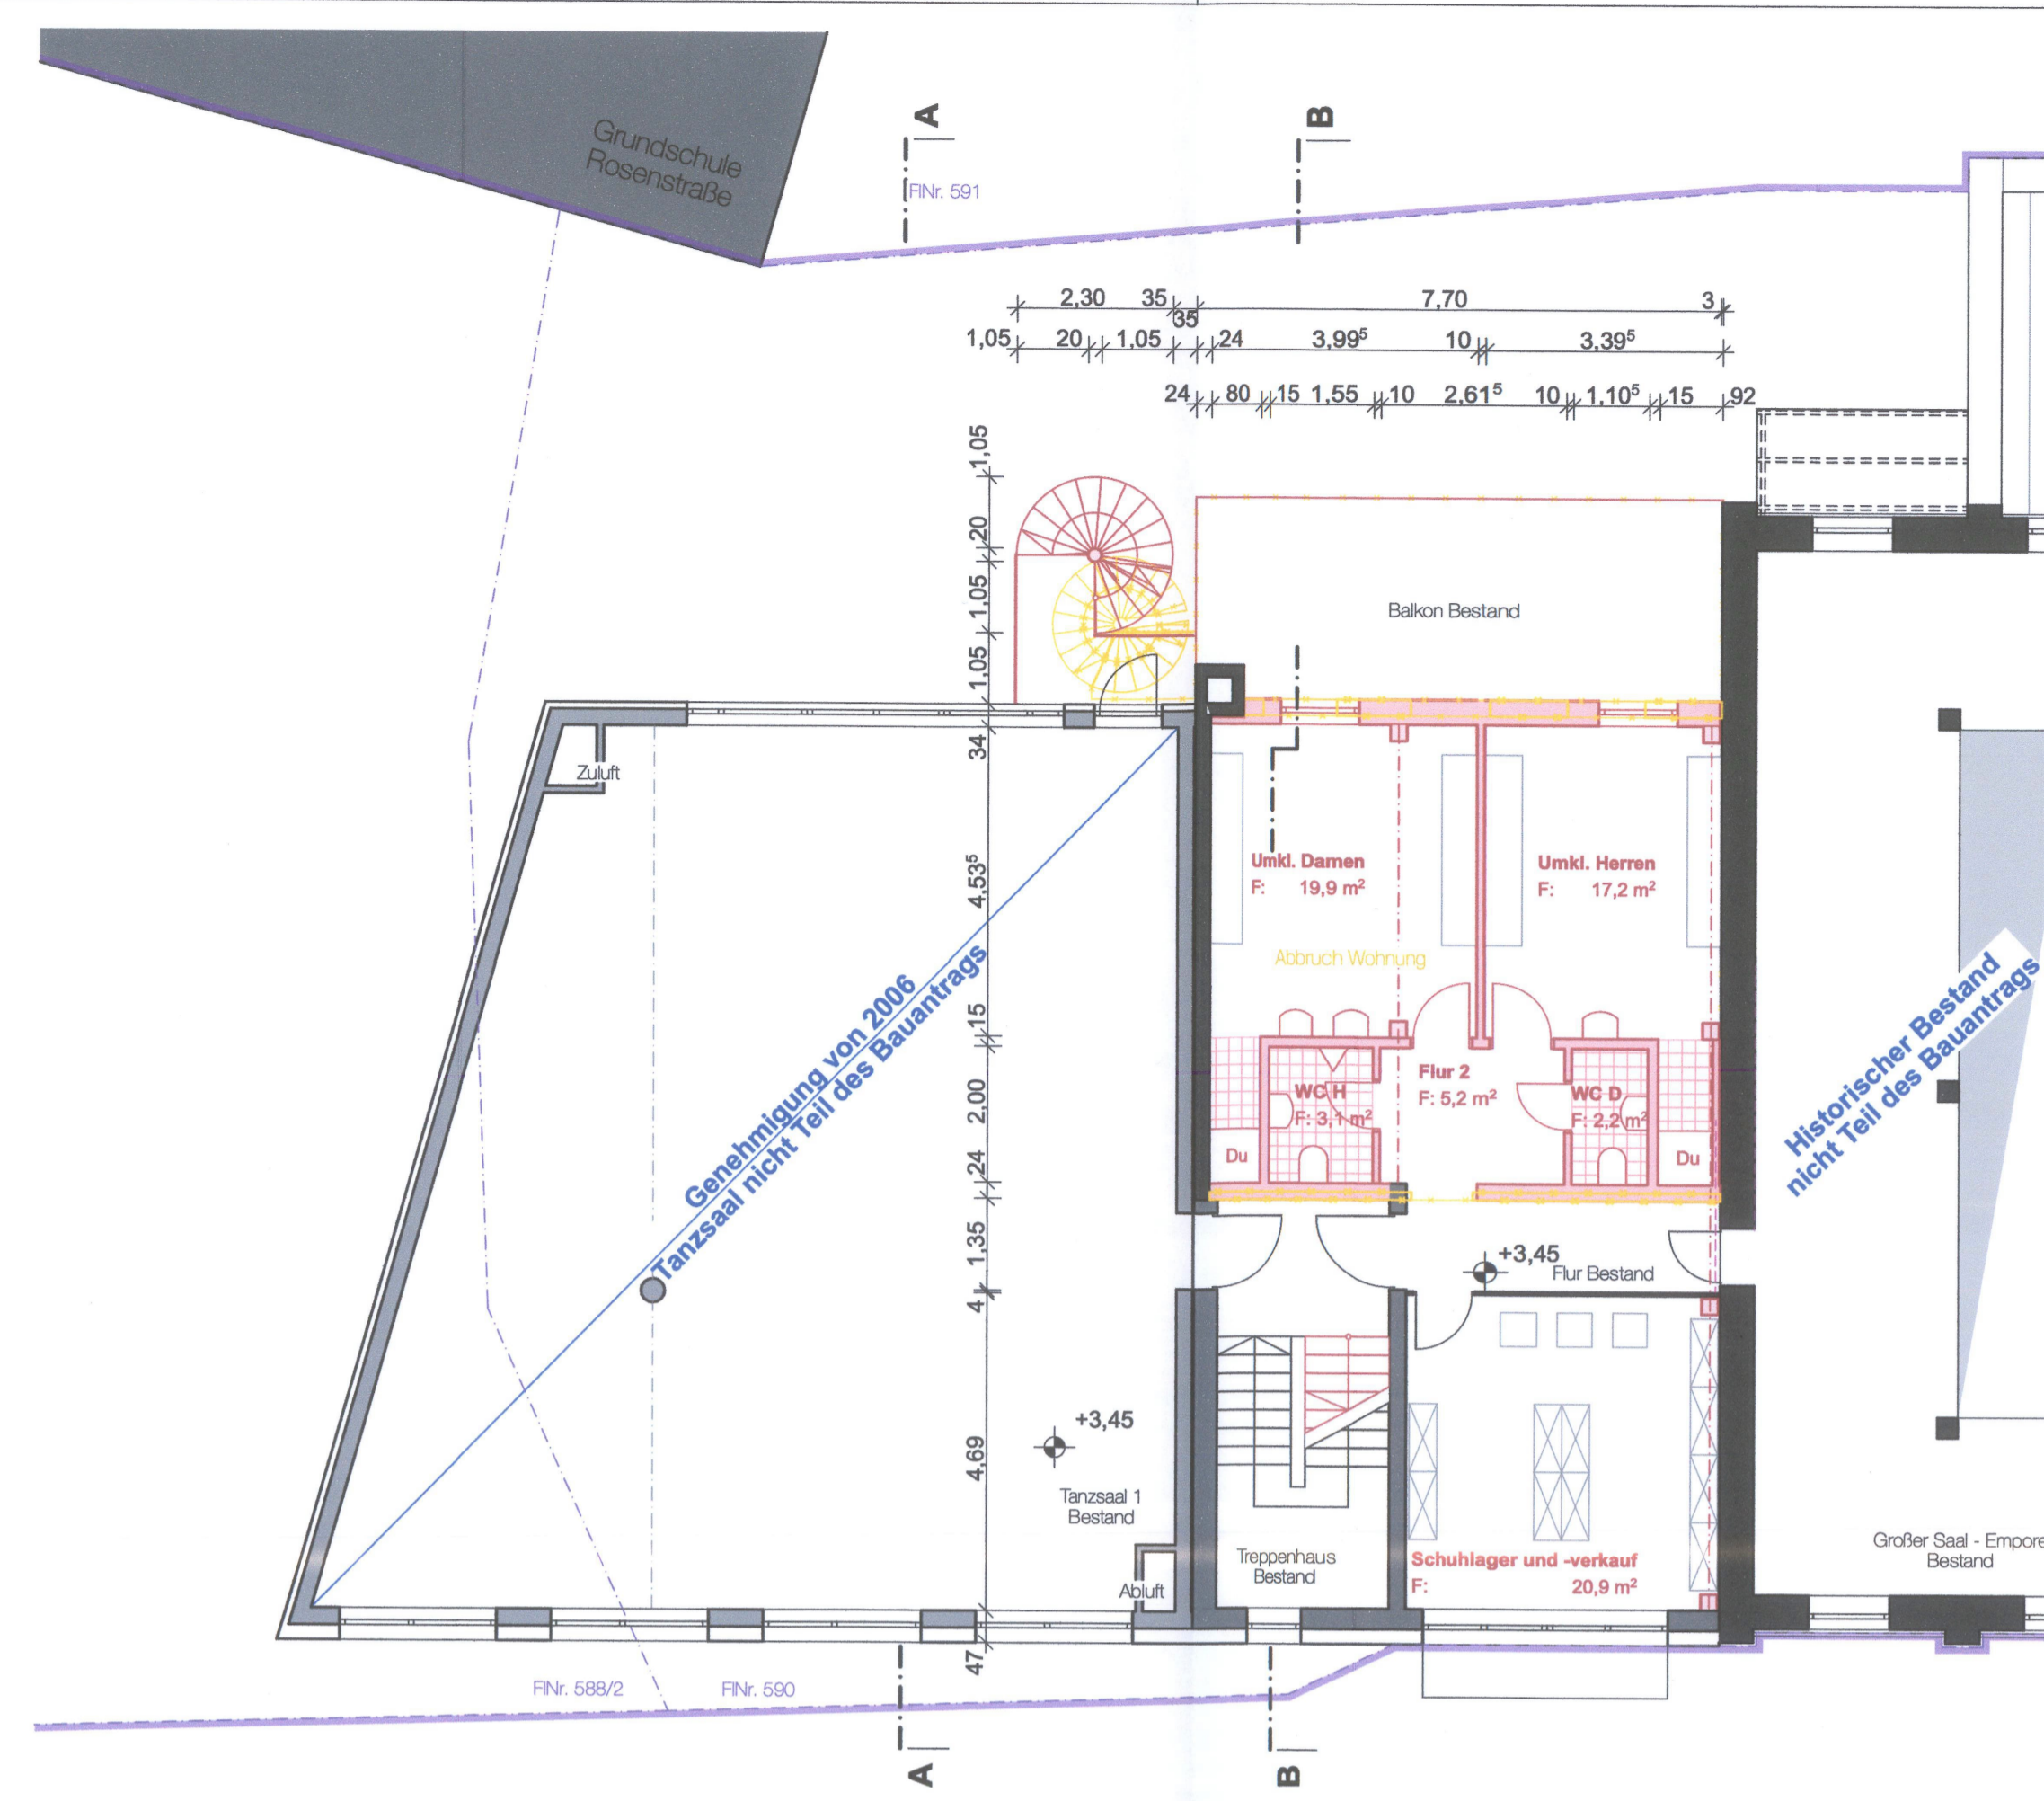 Grundschule
Rosenstraße
A
B
FlNr. 591
2,30 35 7,70 3
35
1,05 20 1,05 24 3,99⁵ 10 3,39⁵
24 80 15 1,55 10 2,61⁵ 10 1,10⁵ 15 92
1,05
20
1,05
1,05
34
4,53⁵
15
2,00
24
1,35
4
4,69
47
Balkon Bestand
Zuluft
Umkl. Damen
F: 19,9 m²
Umkl. Herren
F: 17,2 m²
Abbruch Wohnung
Genehmigung von 2006
Tanzsaal nicht Teil des Bauantrags
Historischer Bestand
nicht Teil des Bauantrags
WC H
F: 3,1 m²
Flur 2
F: 5,2 m²
WC D
F: 2,2 m²
Du
Du
+3,45
Flur Bestand
+3,45
Tanzsaal 1
Bestand
Abluft
Treppenhaus
Bestand
Schuhlager und -verkauf
F: 20,9 m²
Großer Saal - Empore
Bestand
FlNr. 588/2
FlNr. 590
A
B